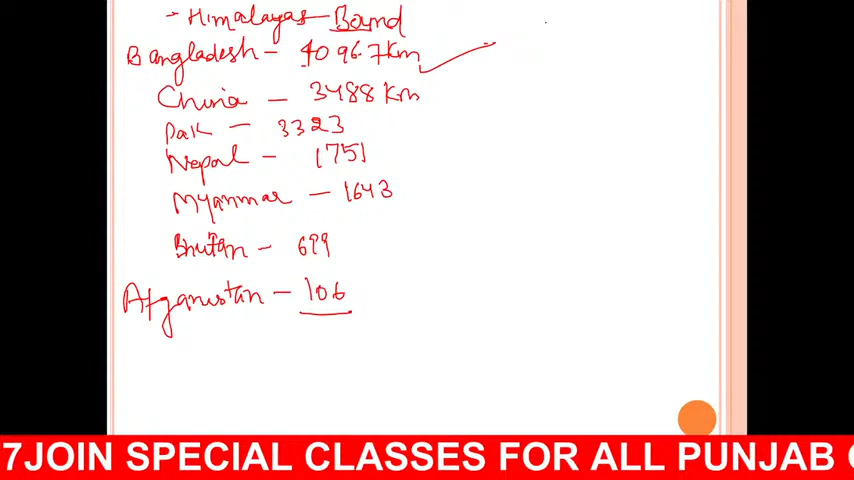 - Himalayas - Bound
Bangladesh - 4096.7km
China - 3488 Km
Pak - 3323
Nepal - 1751
Myanmar - 1643
Bhutan - 699
Afganistan - 106
7JOIN SPECIAL CLASSES FOR ALL PUNJAB